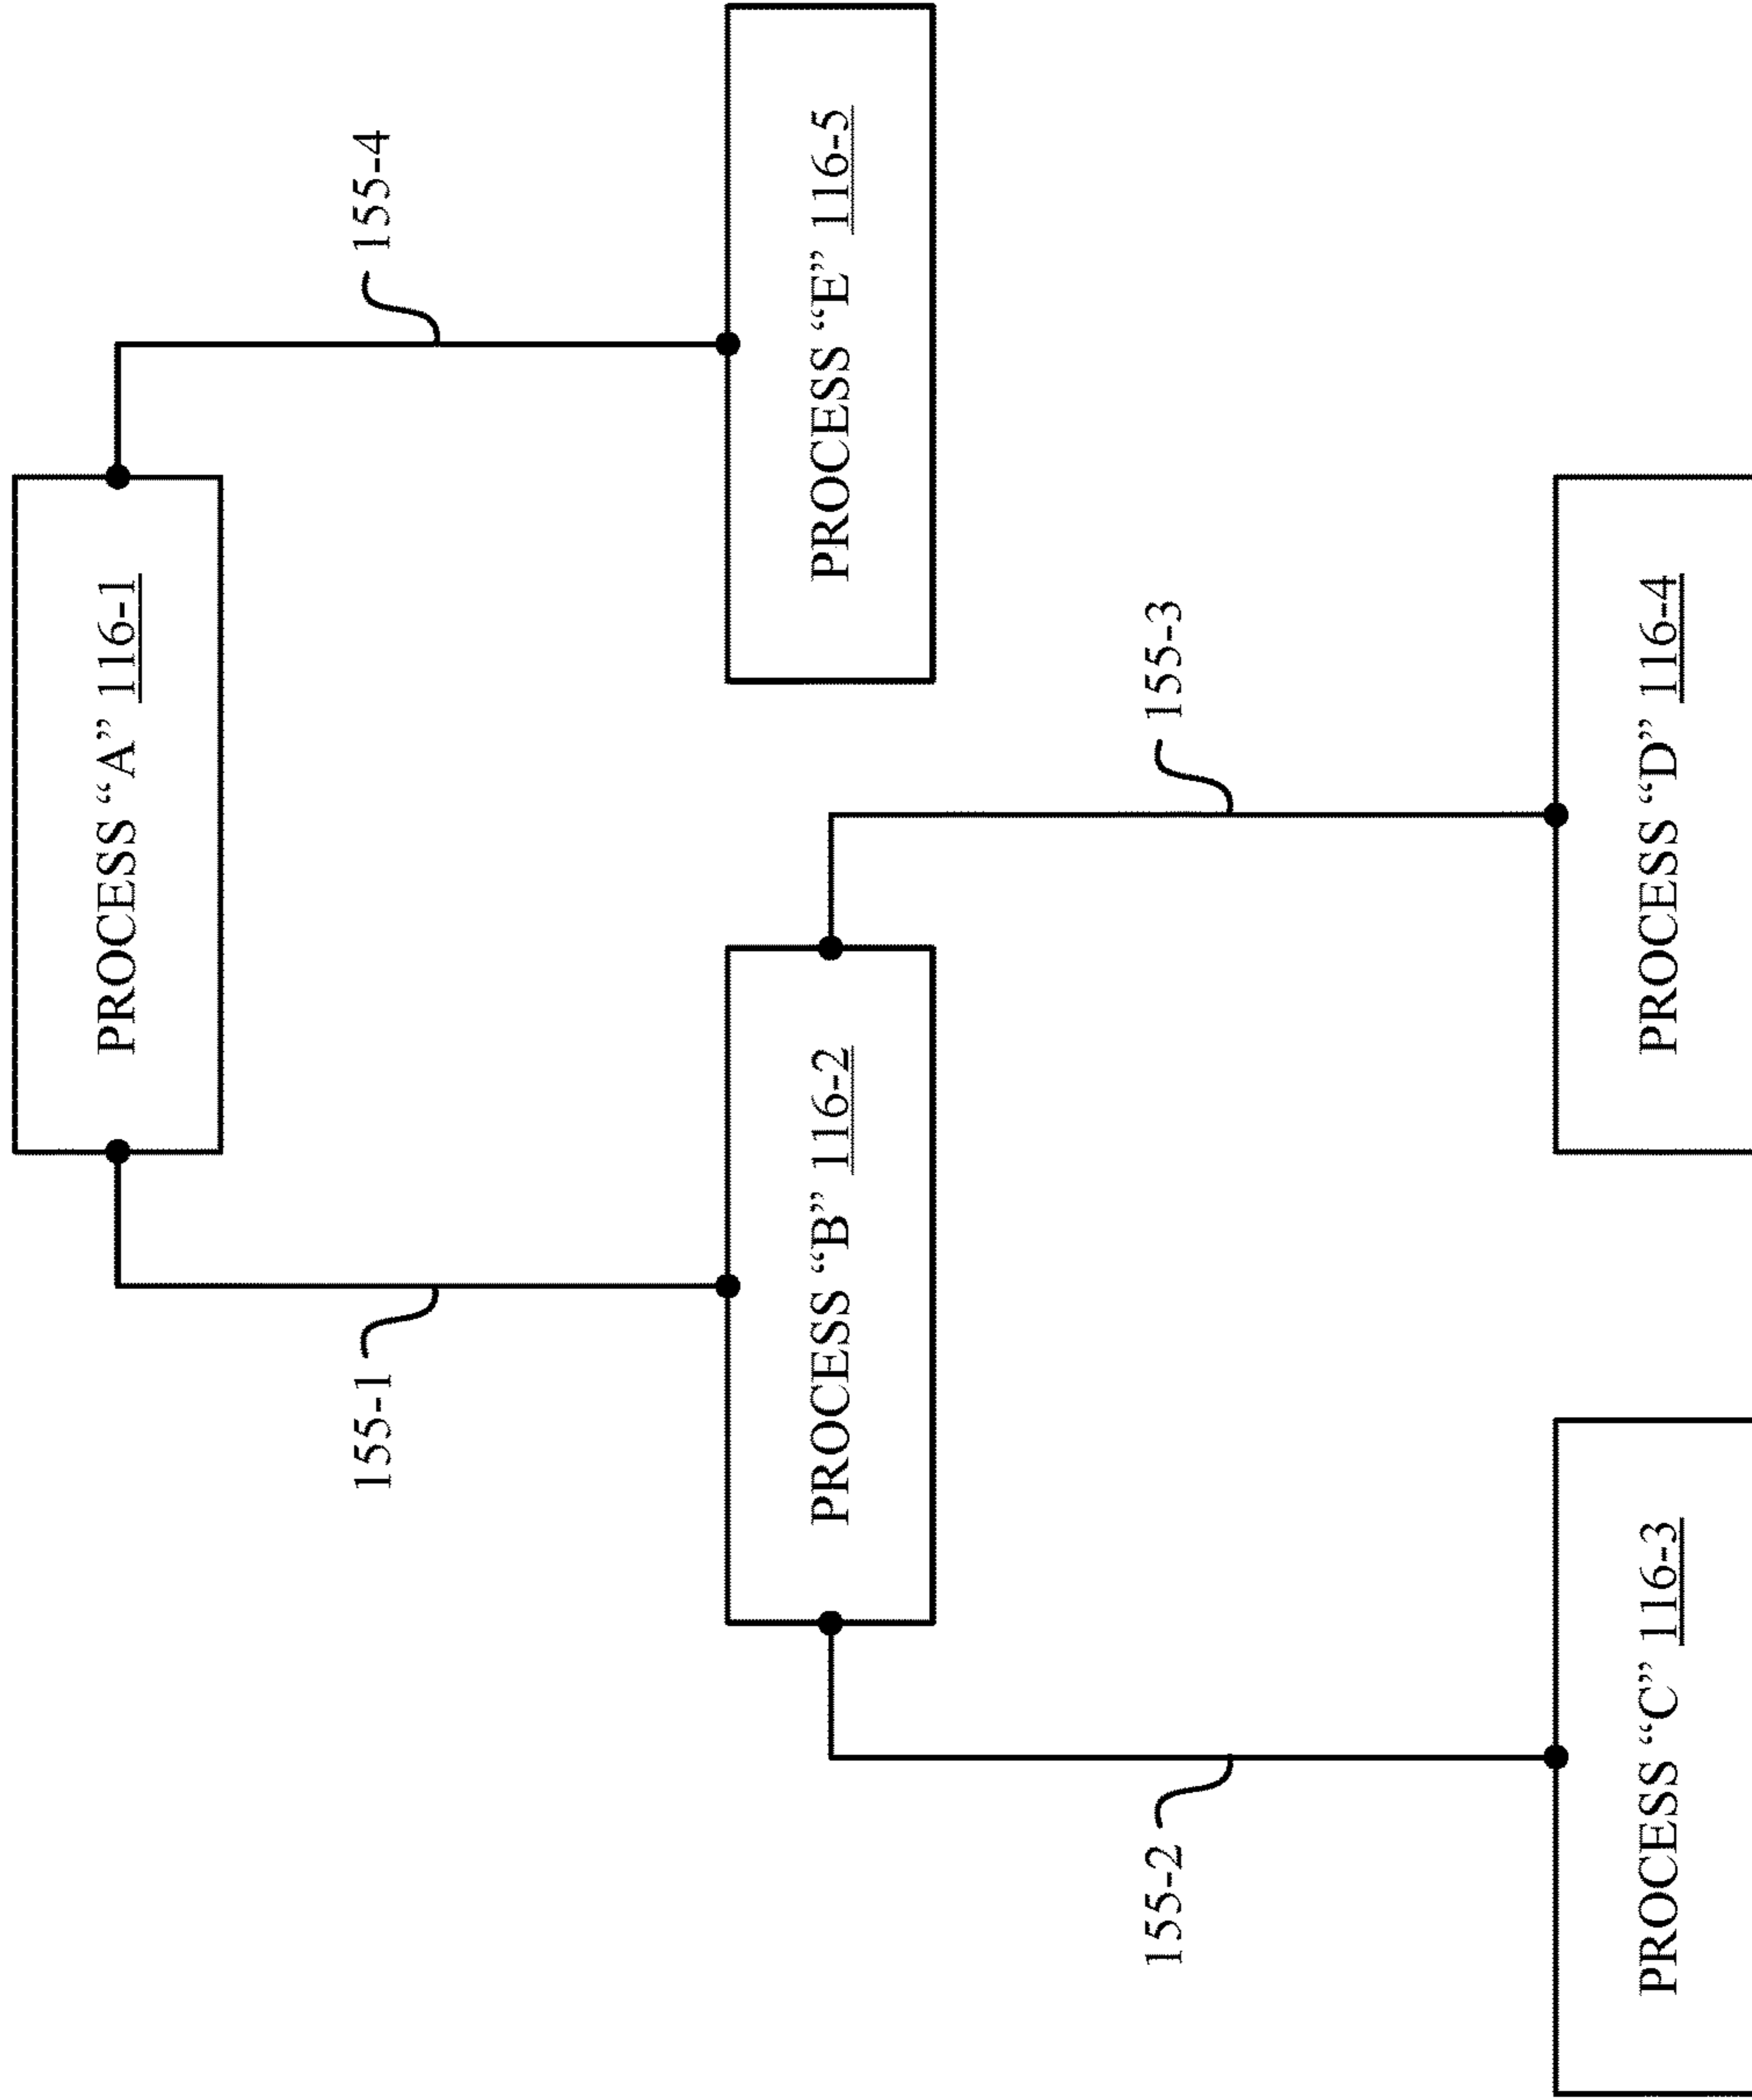 PROCESS “A” 116-1
155-1
155-4
PROCESS “B” 116-2
PROCESS “E” 116-5
155-2
155-3
PROCESS “C” 116-3
PROCESS “D” 116-4